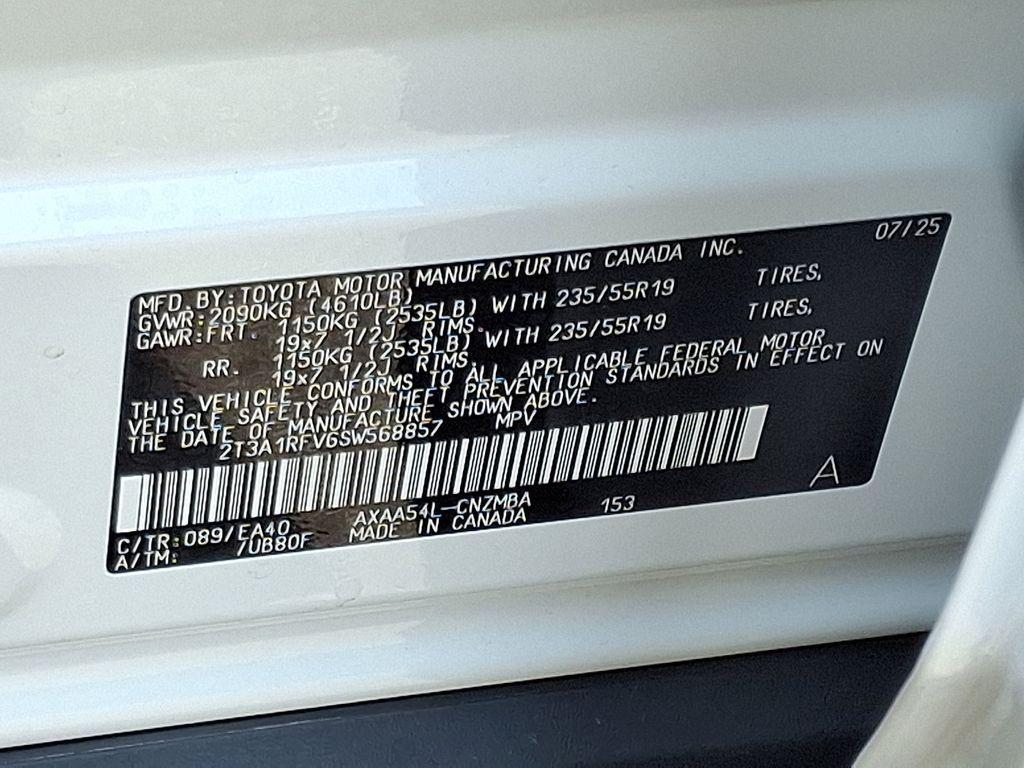 07/25
MFD. BY: TOYOTA MOTOR MANUFACTURING CANADA INC.
GVWR: 2090KG (4610LB)
GAWR: FRT. 1150KG (2535LB) WITH 235/55R19 TIRES,
19x7 1/2J RIMS.
RR. 1150KG (2535LB) WITH 235/55R19 TIRES,
19x7 1/2J RIMS.
THIS VEHICLE CONFORMS TO ALL APPLICABLE FEDERAL MOTOR
VEHICLE SAFETY AND THEFT PREVENTION STANDARDS IN EFFECT ON
THE DATE OF MANUFACTURE SHOWN ABOVE.
2T3A1RFV6SW568857 MPV
A
C/TR: 089/EA40 AXAA54L-CNZMBA 153
A/TM: /UB80F MADE IN CANADA